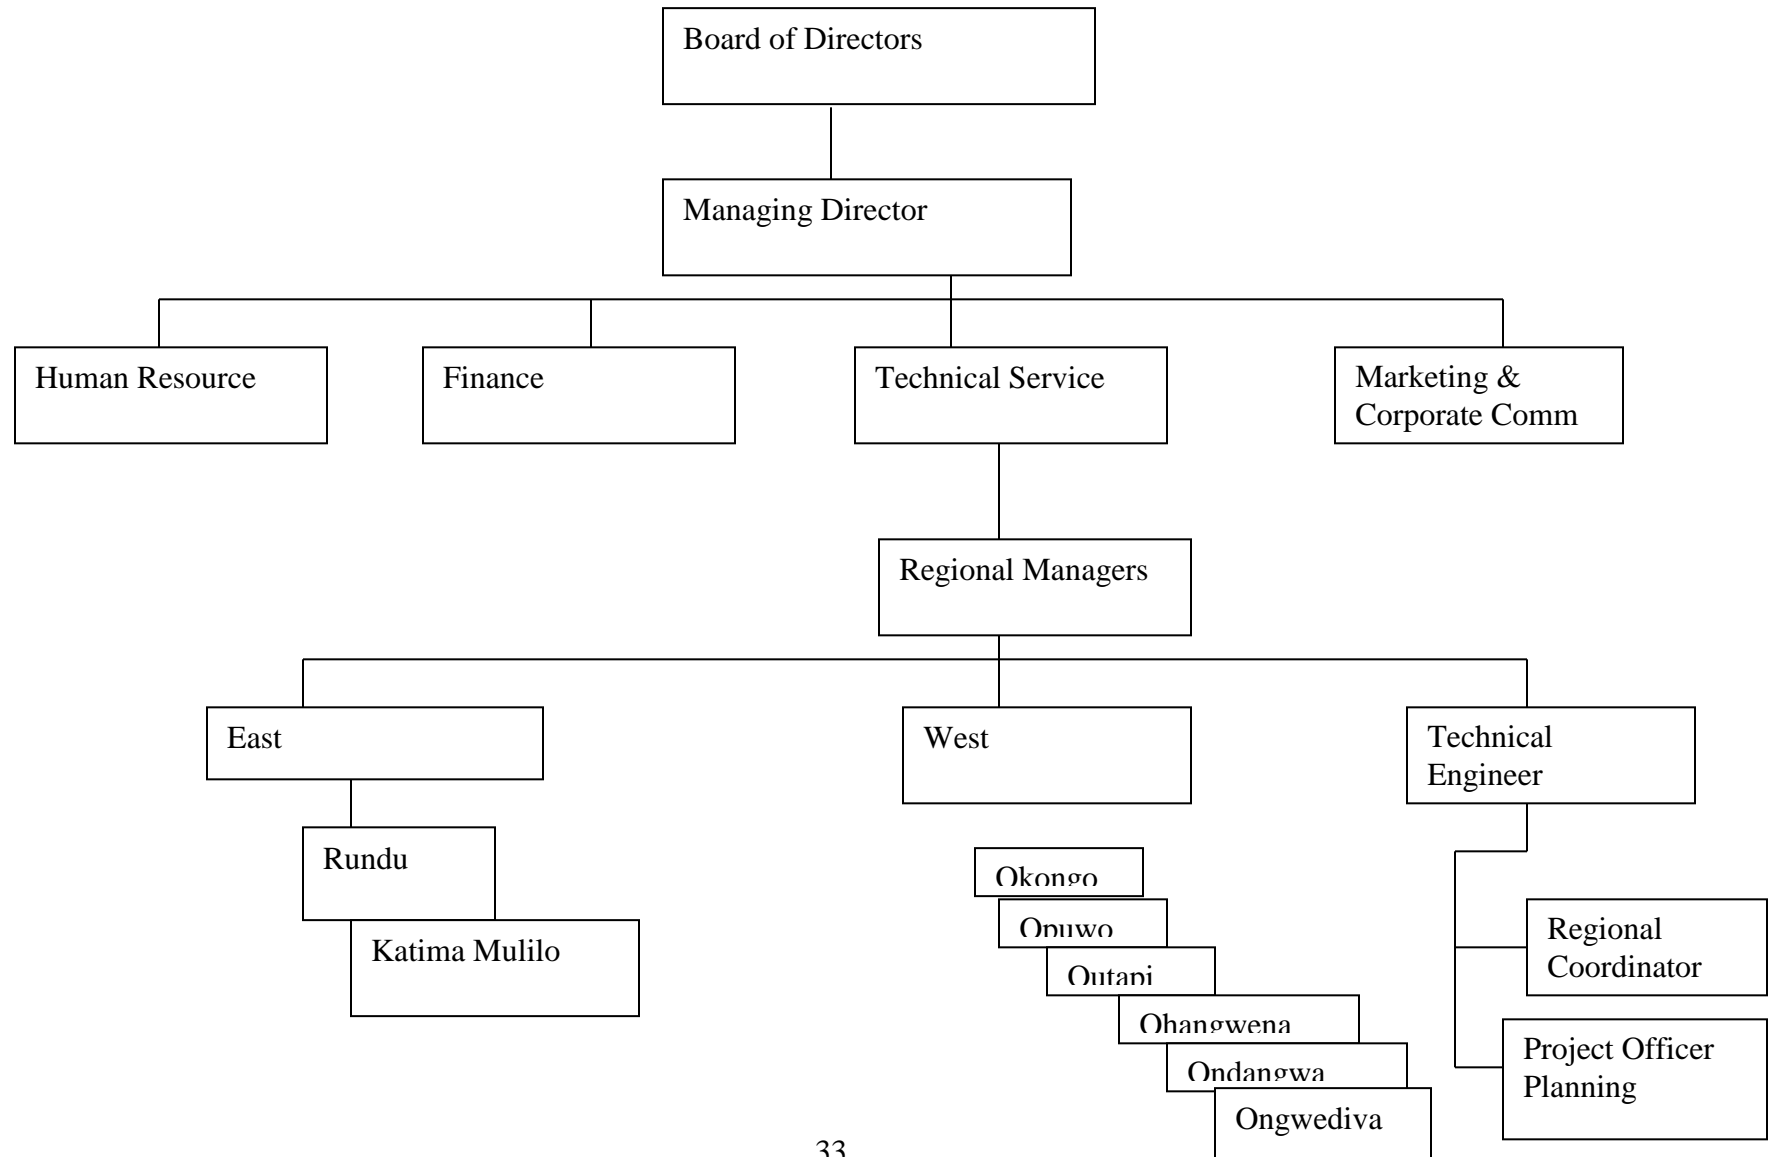 Board of Directors
Managing Director
Human Resource
Finance
Technical Service
Marketing &
Corporate Comm
Regional Managers
East
West
Technical
Engineer
Rundu
Katima Mulilo
Okongo
Opuwo
Outapi
Ohangwena
Ondangwa
Ongwediva
Regional
Coordinator
Project Officer
Planning
33